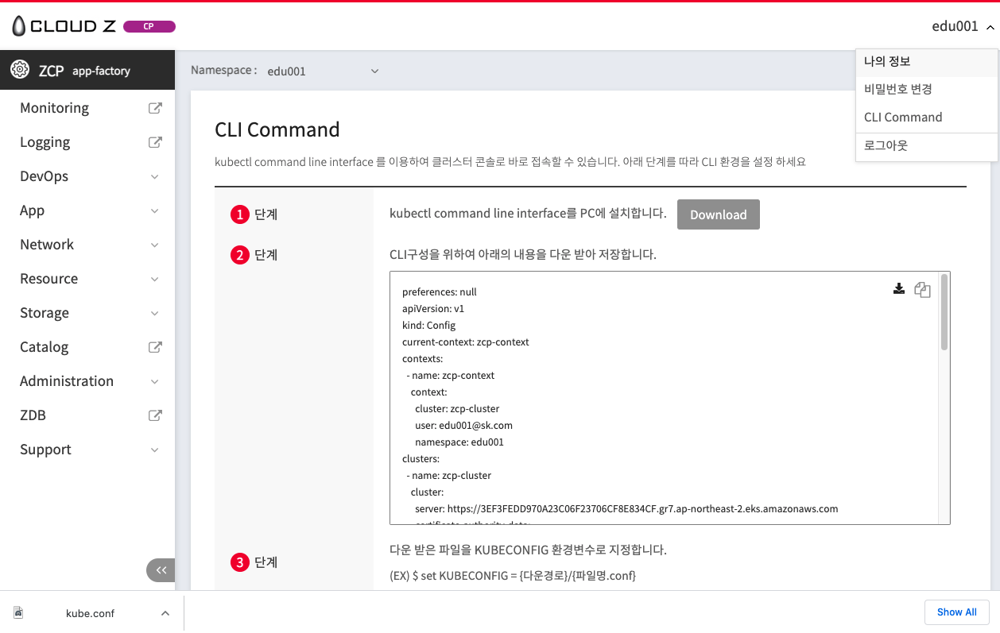 CLOUD Z CP
edu001
ZCP app-factory
Namespace : edu001
나의 정보
비밀번호 변경
CLI Command
로그아웃
Monitoring
Logging
DevOps
App
Network
Resource
Storage
Catalog
Administration
ZDB
Support
CLI Command
kubectl command line interface 를 이용하여 클러스터 콘솔로 바로 접속할 수 있습니다. 아래 단계를 따라 CLI 환경을 설정 하세요
1 단계
kubectl command line interface를 PC에 설치합니다. Download
2 단계
CLI구성을 위하여 아래의 내용을 다운 받아 저장합니다.
preferences: null
apiVersion: v1
kind: Config
current-context: zcp-context
contexts:
- name: zcp-context
context:
cluster: zcp-cluster
user: edu001@sk.com
namespace: edu001
clusters:
- name: zcp-cluster
cluster:
server: https://3EF3FEDD970A23C06F23706CF8E834CF.gr7.ap-northeast-2.eks.amazonaws.com
certificate-authority-data:
3 단계
다운 받은 파일을 KUBECONFIG 환경변수로 지정합니다.
(EX) $ set KUBECONFIG = {다운경로}/{파일명.conf}
kube.conf
Show All